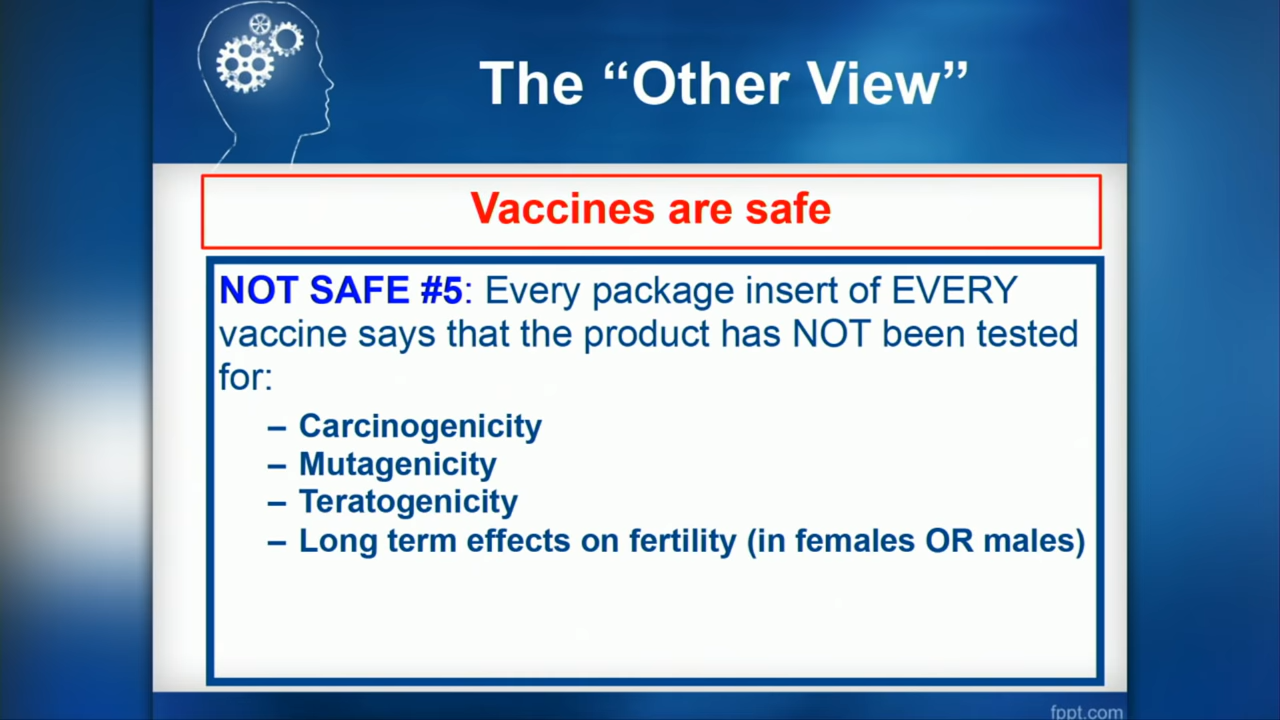 The “Other View”
Vaccines are safe
NOT SAFE #5: Every package insert of EVERY
vaccine says that the product has NOT been tested
for:
– Carcinogenicity
– Mutagenicity
– Teratogenicity
– Long term effects on fertility (in females OR males)
fppt.com